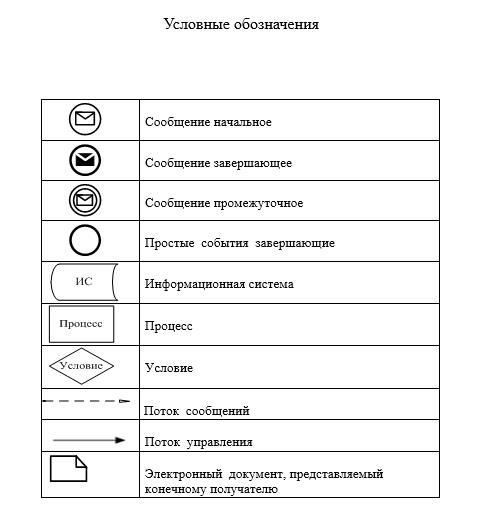 Условные обозначения
Сообщение начальное
Сообщение завершающее
Сообщение промежуточное
Простые события завершающие
ИС
Информационная система
Процесс
Процесс
Условие
Условие
Поток сообщений
Поток управления
Электронный документ, представляемый
конечному получателю